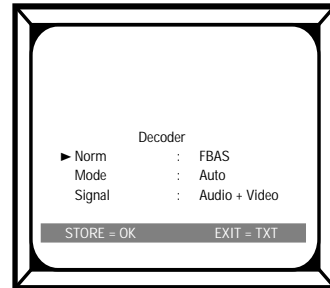 Decoder
► Norm : FBAS
Mode : Auto
Signal : Audio + Video
STORE = OK EXIT = TXT